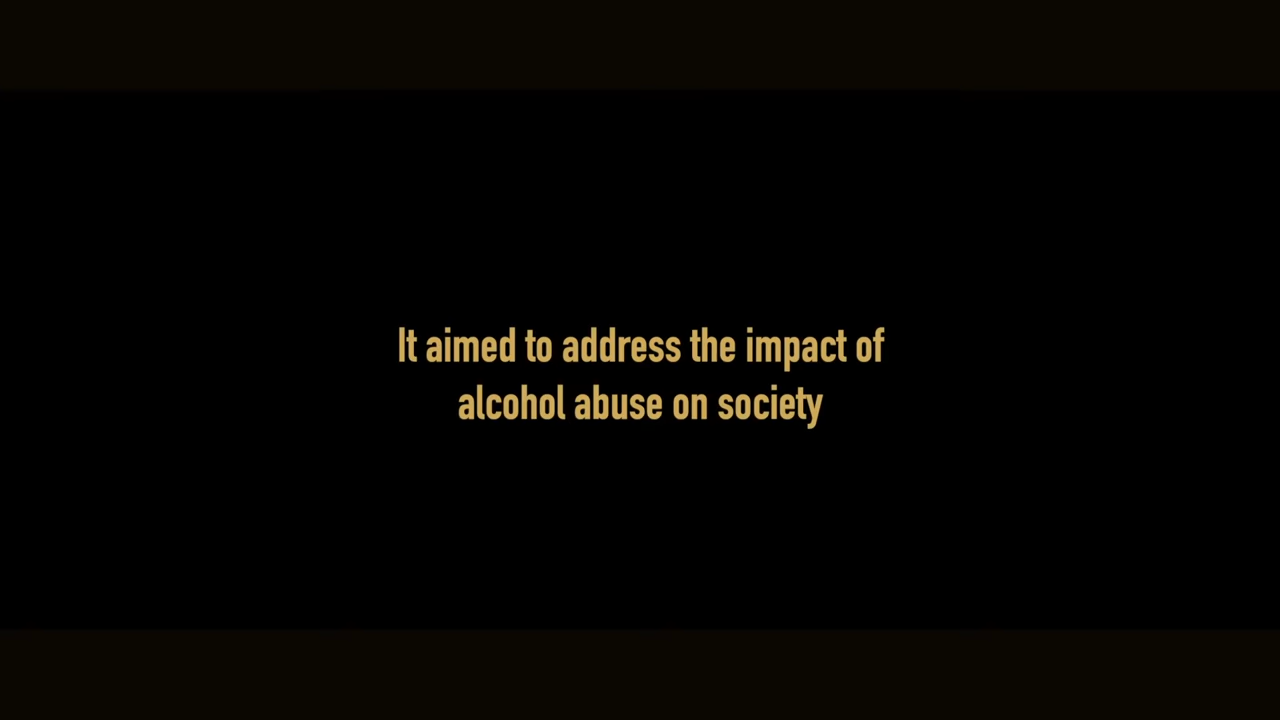 It aimed to address the impact of
alcohol abuse on society